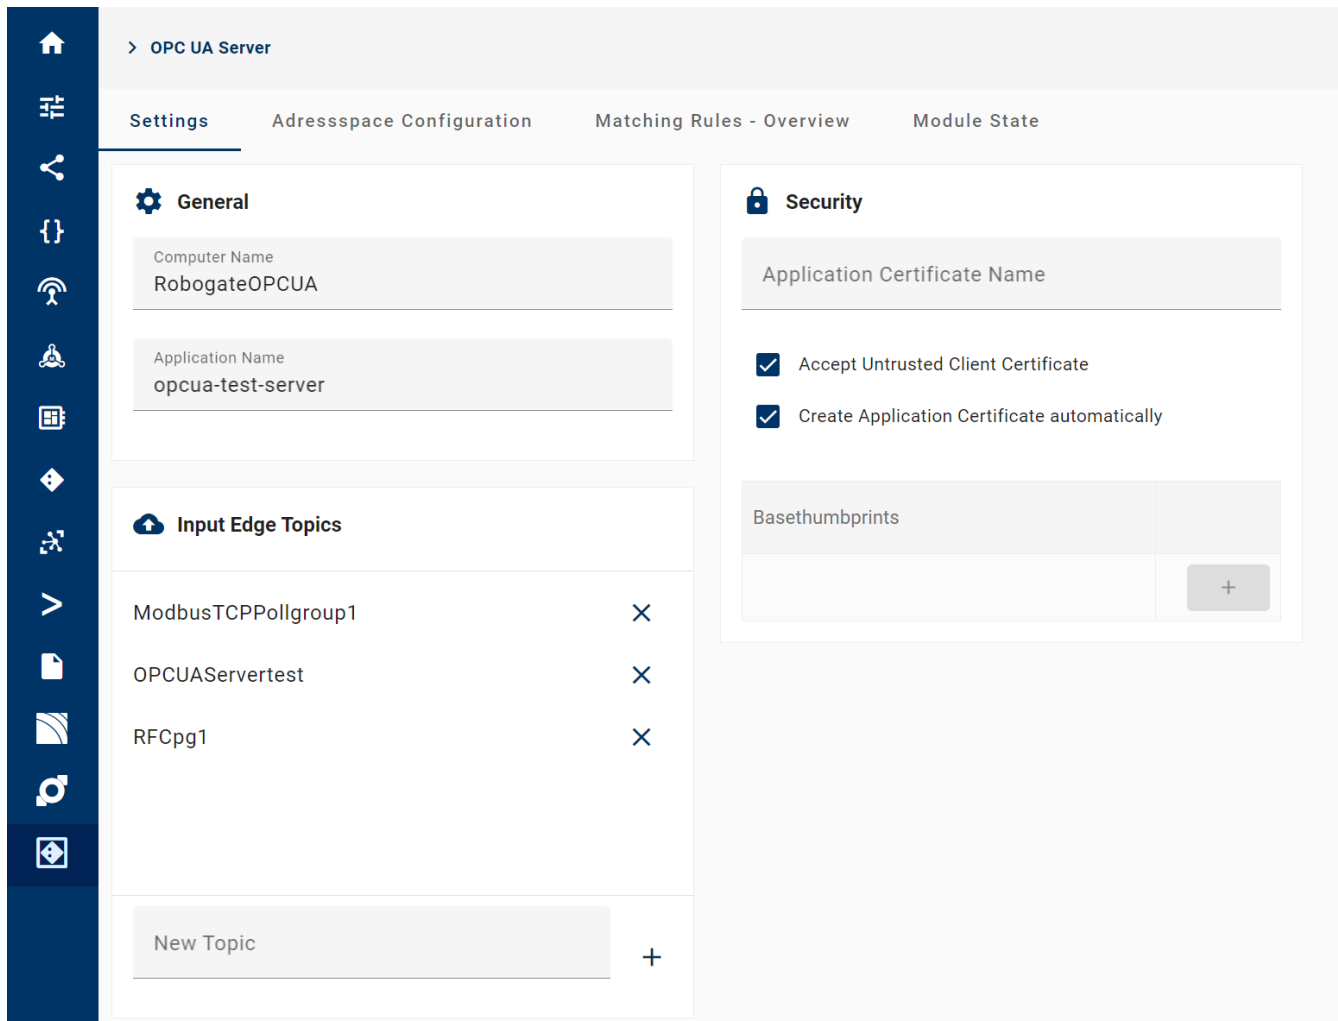 OPC UA Server
Settings
Adressspace Configuration
Matching Rules - Overview
Module State
General
Computer Name
RobogateOPCUA
Application Name
opcua-test-server
Input Edge Topics
ModbusTCPPollgroup1
OPCUAServertest
RFCpg1
New Topic
Security
Application Certificate Name
Accept Untrusted Client Certificate
Create Application Certificate automatically
Basethumbprints